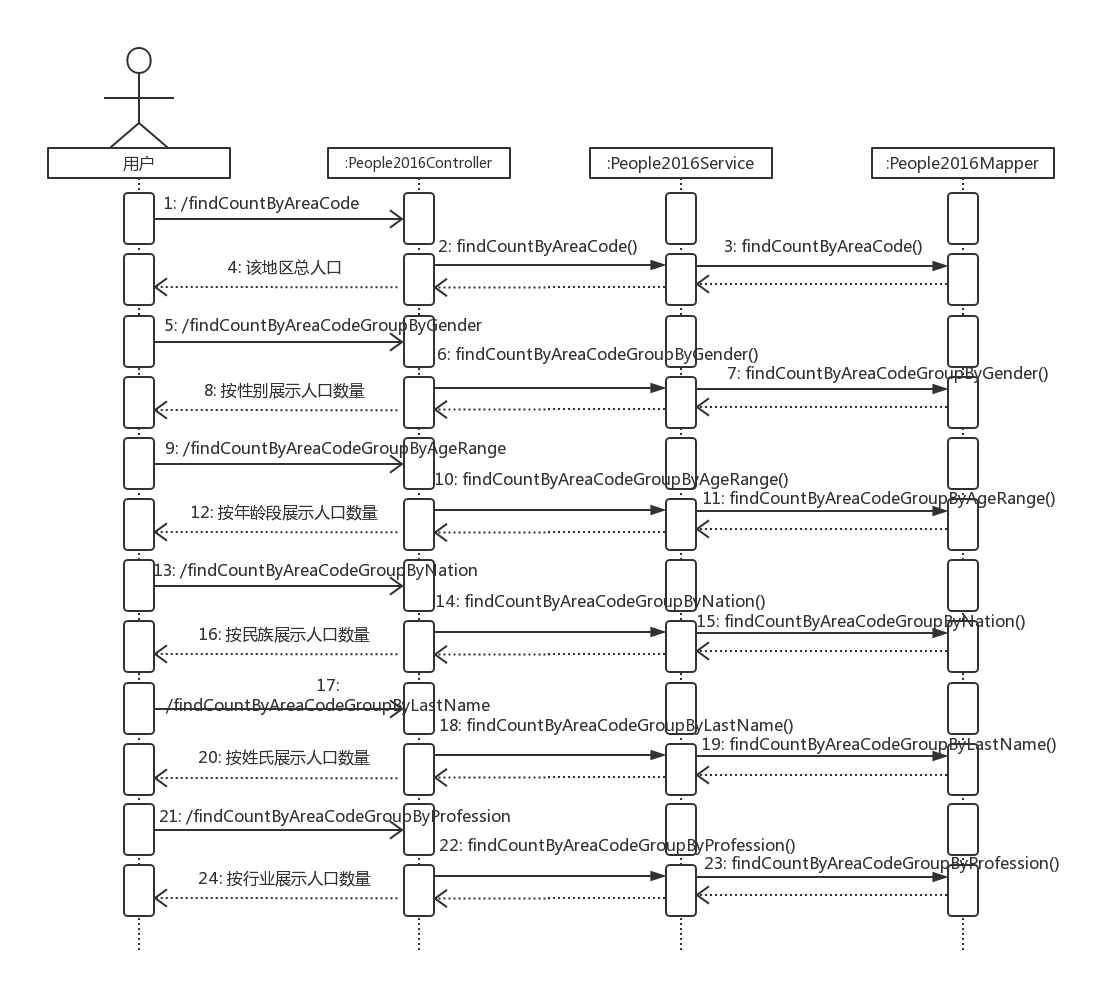 用户
:People2016Controller
:People2016Service
:People2016Mapper
1: /findCountByAreaCode
2: findCountByAreaCode()
3: findCountByAreaCode()
4: 该地区总人口
5: /findCountByAreaCodeGroupByGender
6: findCountByAreaCodeGroupByGender()
7: findCountByAreaCodeGroupByGender()
8: 按性别展示人口数量
9: /findCountByAreaCodeGroupByAgeRange
10: findCountByAreaCodeGroupByAgeRange()
11: findCountByAreaCodeGroupByAgeRange()
12: 按年龄段展示人口数量
13: /findCountByAreaCodeGroupByNation
14: findCountByAreaCodeGroupByNation()
15: findCountByAreaCodeGroupByNation()
16: 按民族展示人口数量
17:
/findCountByAreaCodeGroupByLastName
18: findCountByAreaCodeGroupByLastName()
19: findCountByAreaCodeGroupByLastName()
20: 按姓氏展示人口数量
21: /findCountByAreaCodeGroupByProfession
22: findCountByAreaCodeGroupByProfession()
23: findCountByAreaCodeGroupByProfession()
24: 按行业展示人口数量